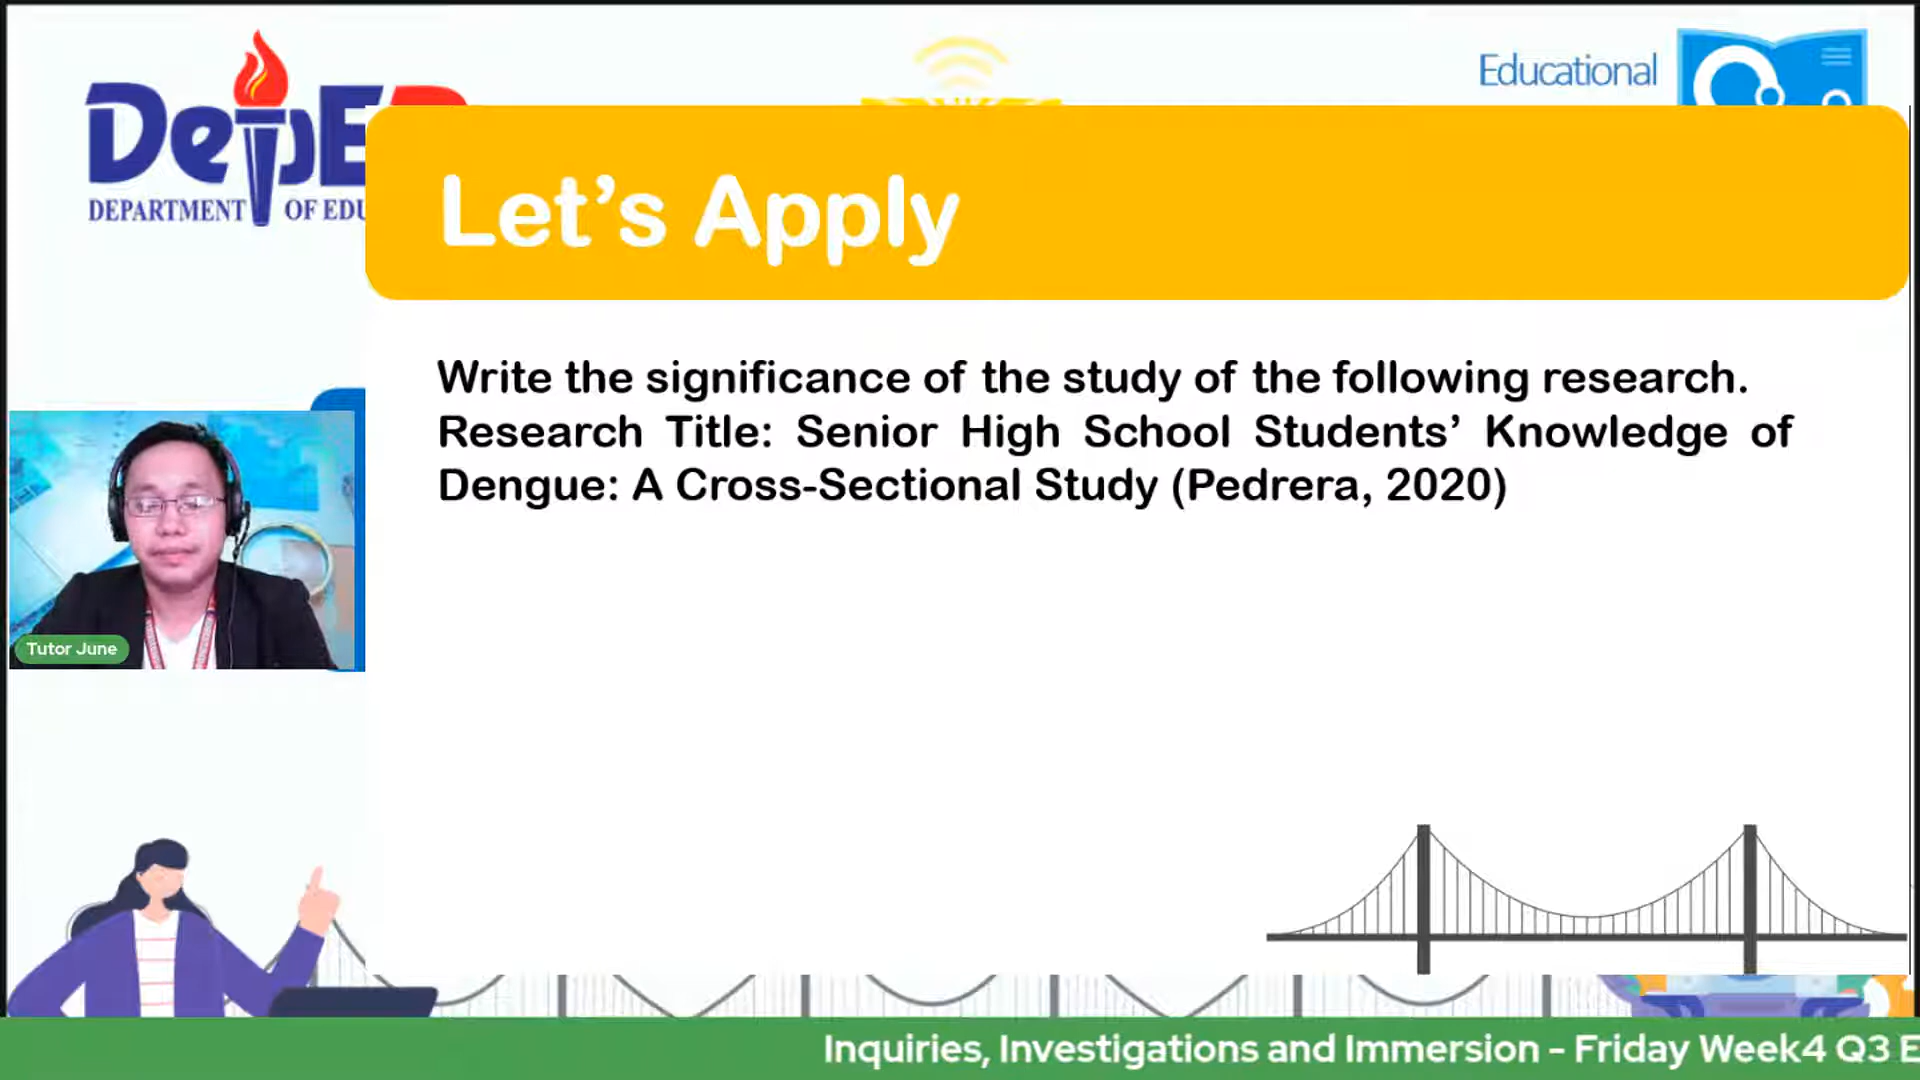 DepE
DEPARTMENT OF EDU
Educational
Let's Apply
Write the significance of the study of the following research.
Research Title: Senior High School Students' Knowledge of
Dengue: A Cross-Sectional Study (Pedrera, 2020)
Tutor June
Inquiries, Investigations and Immersion - Friday Week4 Q3 E